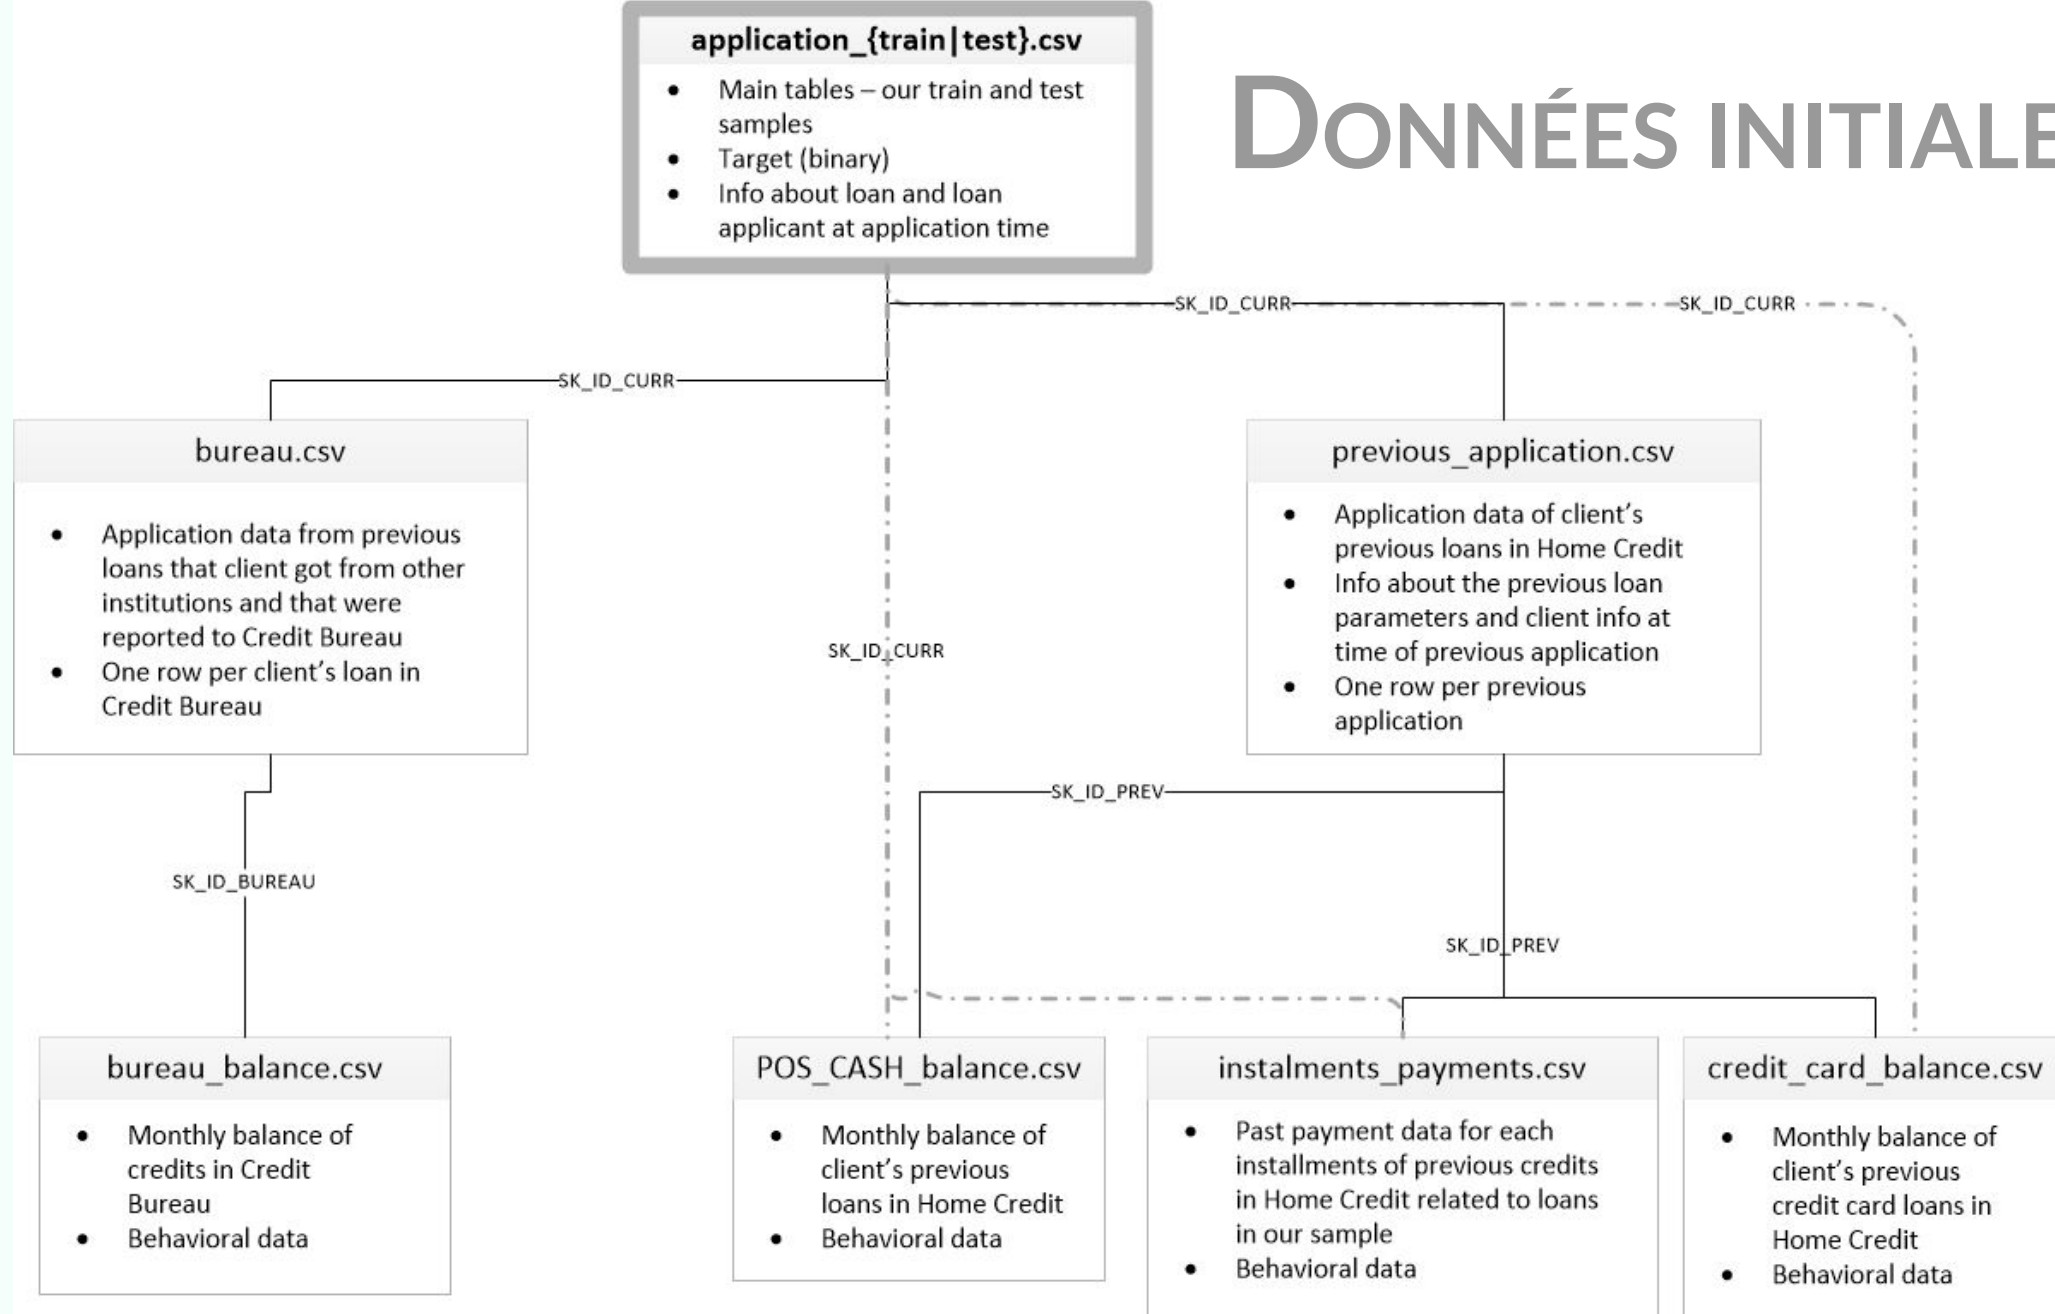 application_{train|test}.csv
• Main tables – our train and test
samples
• Target (binary)
• Info about loan and loan
applicant at application time
DONNÉES INITIALE
SK_ID_CURR
SK_ID_CURR
SK_ID_CURR
bureau.csv
• Application data from previous
loans that client got from other
institutions and that were
reported to Credit Bureau
• One row per client's loan in
Credit Bureau
previous_application.csv
• Application data of client's
previous loans in Home Credit
• Info about the previous loan
parameters and client info at
time of previous application
• One row per previous
application
SK_ID_CURR
SK_ID_PREV
SK_ID_BUREAU
SK_ID_PREV
bureau_balance.csv
• Monthly balance of
credits in Credit
Bureau
• Behavioral data
POS_CASH_balance.csv
• Monthly balance of
client's previous
loans in Home Credit
• Behavioral data
instalments_payments.csv
• Past payment data for each
installments of previous credits
in Home Credit related to loans
in our sample
• Behavioral data
credit_card_balance.csv
• Monthly balance of
client's previous
credit card loans in
Home Credit
• Behavioral data